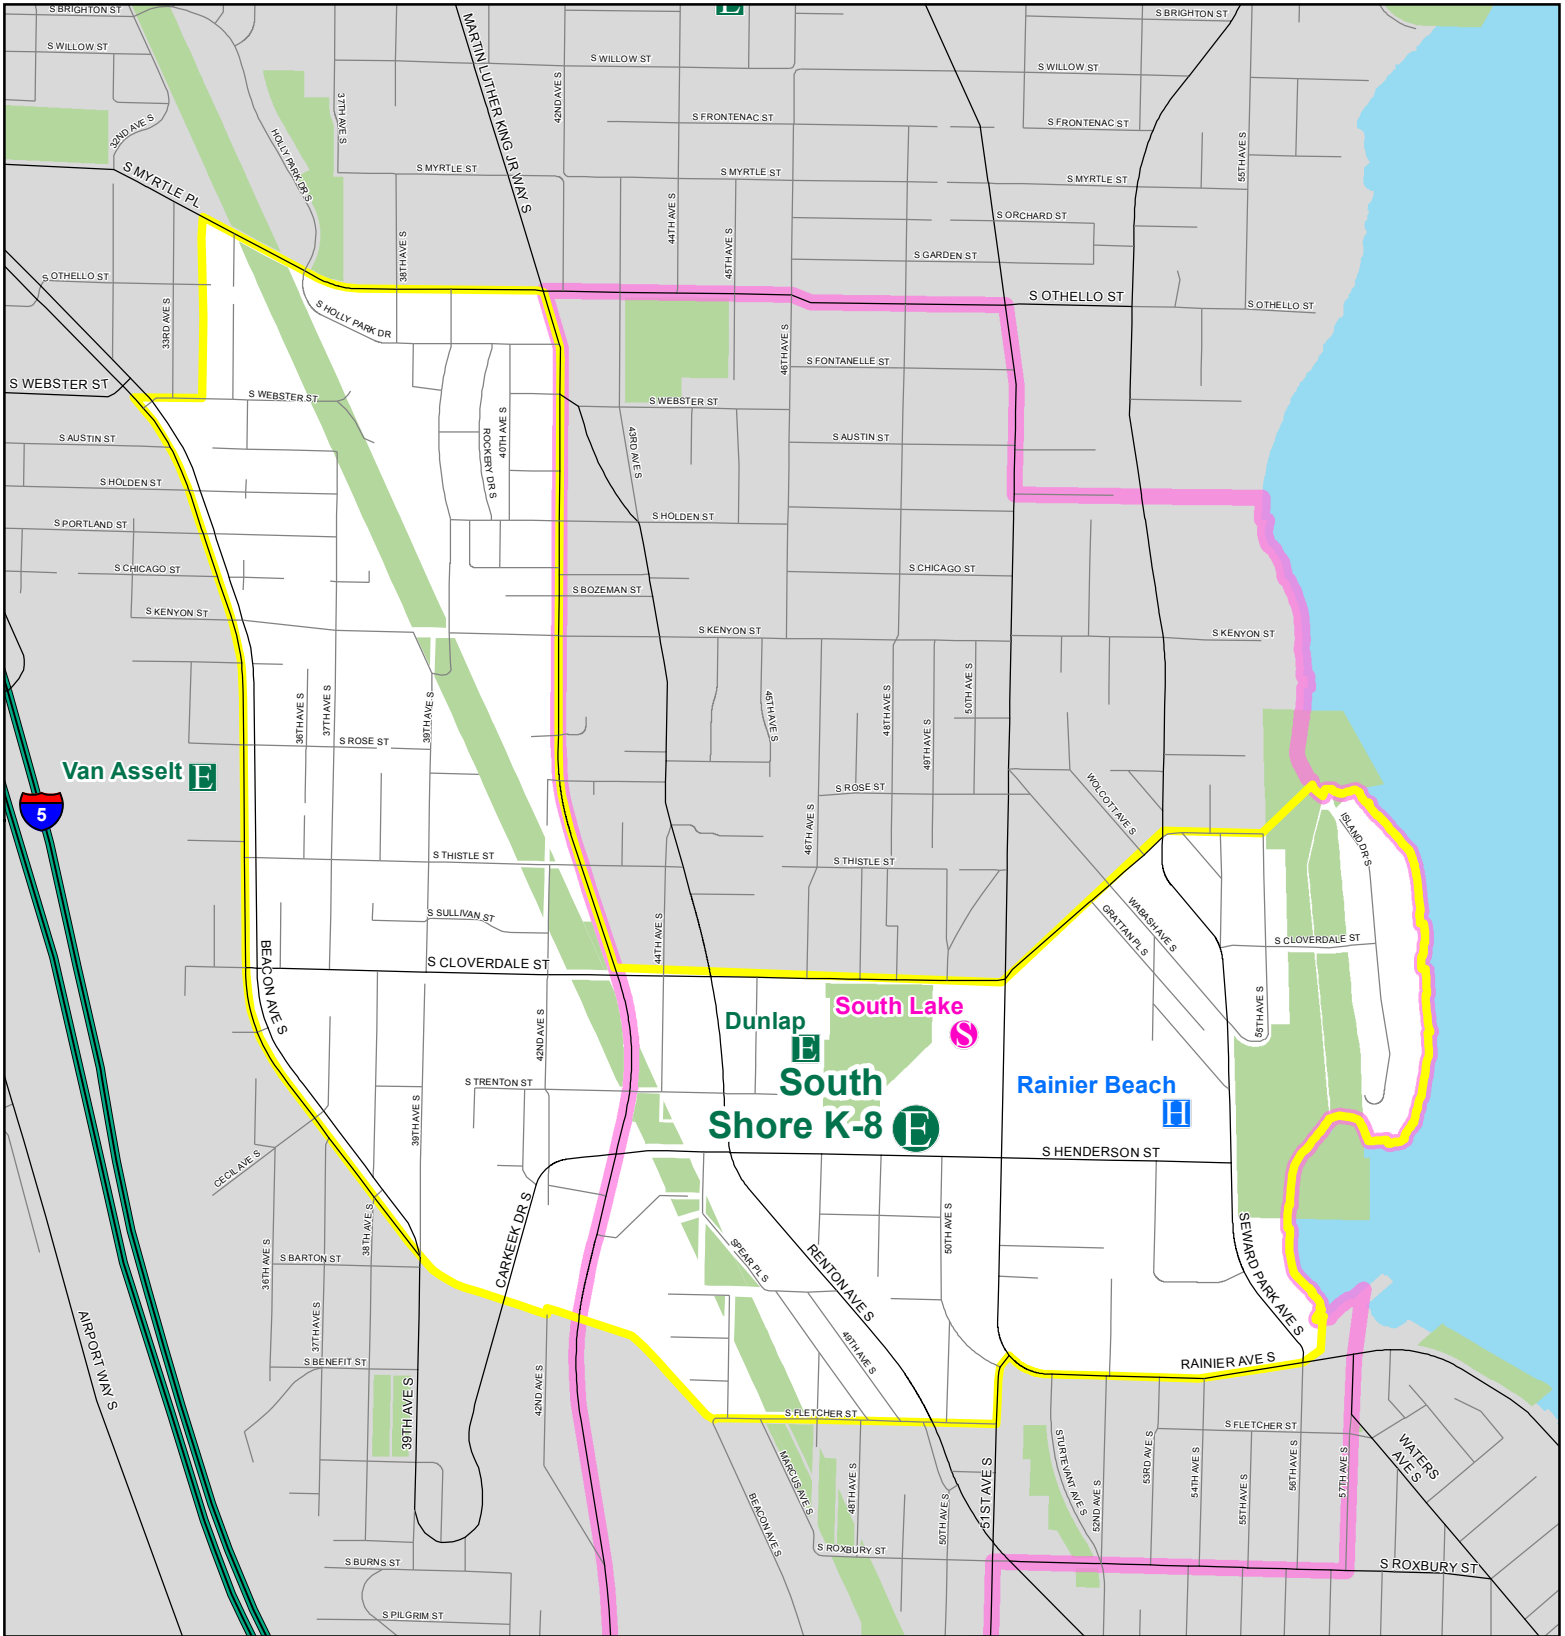 S BRIGHTON ST
E
S BRIGHTON ST
S WILLOW ST
S WILLOW ST
S WILLOW ST
MARTIN LUTHER KING JR WAY S
42ND AVE S
37TH AVE S
32ND AVE S
HOLLY PARK DR S
S FRONTENAC ST
S FRONTENAC ST
55TH AVE S
S MYRTLE PL
S MYRTLE ST
S MYRTLE ST
S MYRTLE ST
44TH AVE S
45TH AVE S
38TH AVE S
S ORCHARD ST
S GARDEN ST
S OTHELLO ST
S OTHELLO ST
S OTHELLO ST
33RD AVE S
S HOLLY PARK DR
46TH AVE S
S FONTANELLE ST
S WEBSTER ST
S WEBSTER ST
S WEBSTER ST
40TH AVE S
ROCKERY DR S
43RD AVE S
S AUSTIN ST
S AUSTIN ST
S HOLDEN ST
S HOLDEN ST
S PORTLAND ST
S CHICAGO ST
S CHICAGO ST
S BOZEMAN ST
S KENYON ST
S KENYON ST
S KENYON ST
36TH AVE S
37TH AVE S
39TH AVE S
45TH AVE S
48TH AVE S
49TH AVE S
50TH AVE S
S ROSE ST
S ROSE ST
Van Asselt E
5
WOLCOTT AVE S
ISLAND DR S
46TH AVE S
S THISTLE ST
S THISTLE ST
S SULLIVAN ST
44TH AVE S
WABASH AVE S
GRATTAN PL S
BEACON AVE S
S CLOVERDALE ST
S CLOVERDALE ST
55TH AVE S
South Lake
S
Dunlap
E
42ND AVE S
39TH AVE S
S TRENTON ST
South
Shore K-8 E
Rainier Beach
H
CECIL AVE S
S HENDERSON ST
38TH AVE S
36TH AVE S
S BARTON ST
CARKEEK DR S
SPEAR PL S
RENTON AVE S
50TH AVE S
SEWARD PARK AVE S
AIRPORT WAY S
37TH AVE S
49TH AVE S
S BENEFIT ST
RAINIER AVE S
39TH AVE S
42ND AVE S
S FLETCHER ST
S FLETCHER ST
WATERS
AVE S
MARCUS AVE S
BEACON AVE S
48TH AVE S
50TH AVE S
51ST AVE S
STURTEVANT AVE S
52ND AVE S
53RD AVE S
54TH AVE S
55TH AVE S
56TH AVE S
57TH AVE S
S ROXBURY ST
S ROXBURY ST
S BURNS ST
S PILGRIM ST